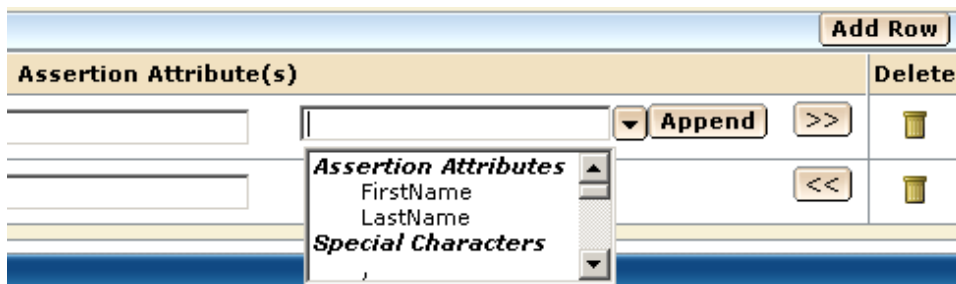 Add Row
Assertion Attribute(s) Delete
Append >>
Assertion Attributes
FirstName
<<
LastName
Special Characters
,